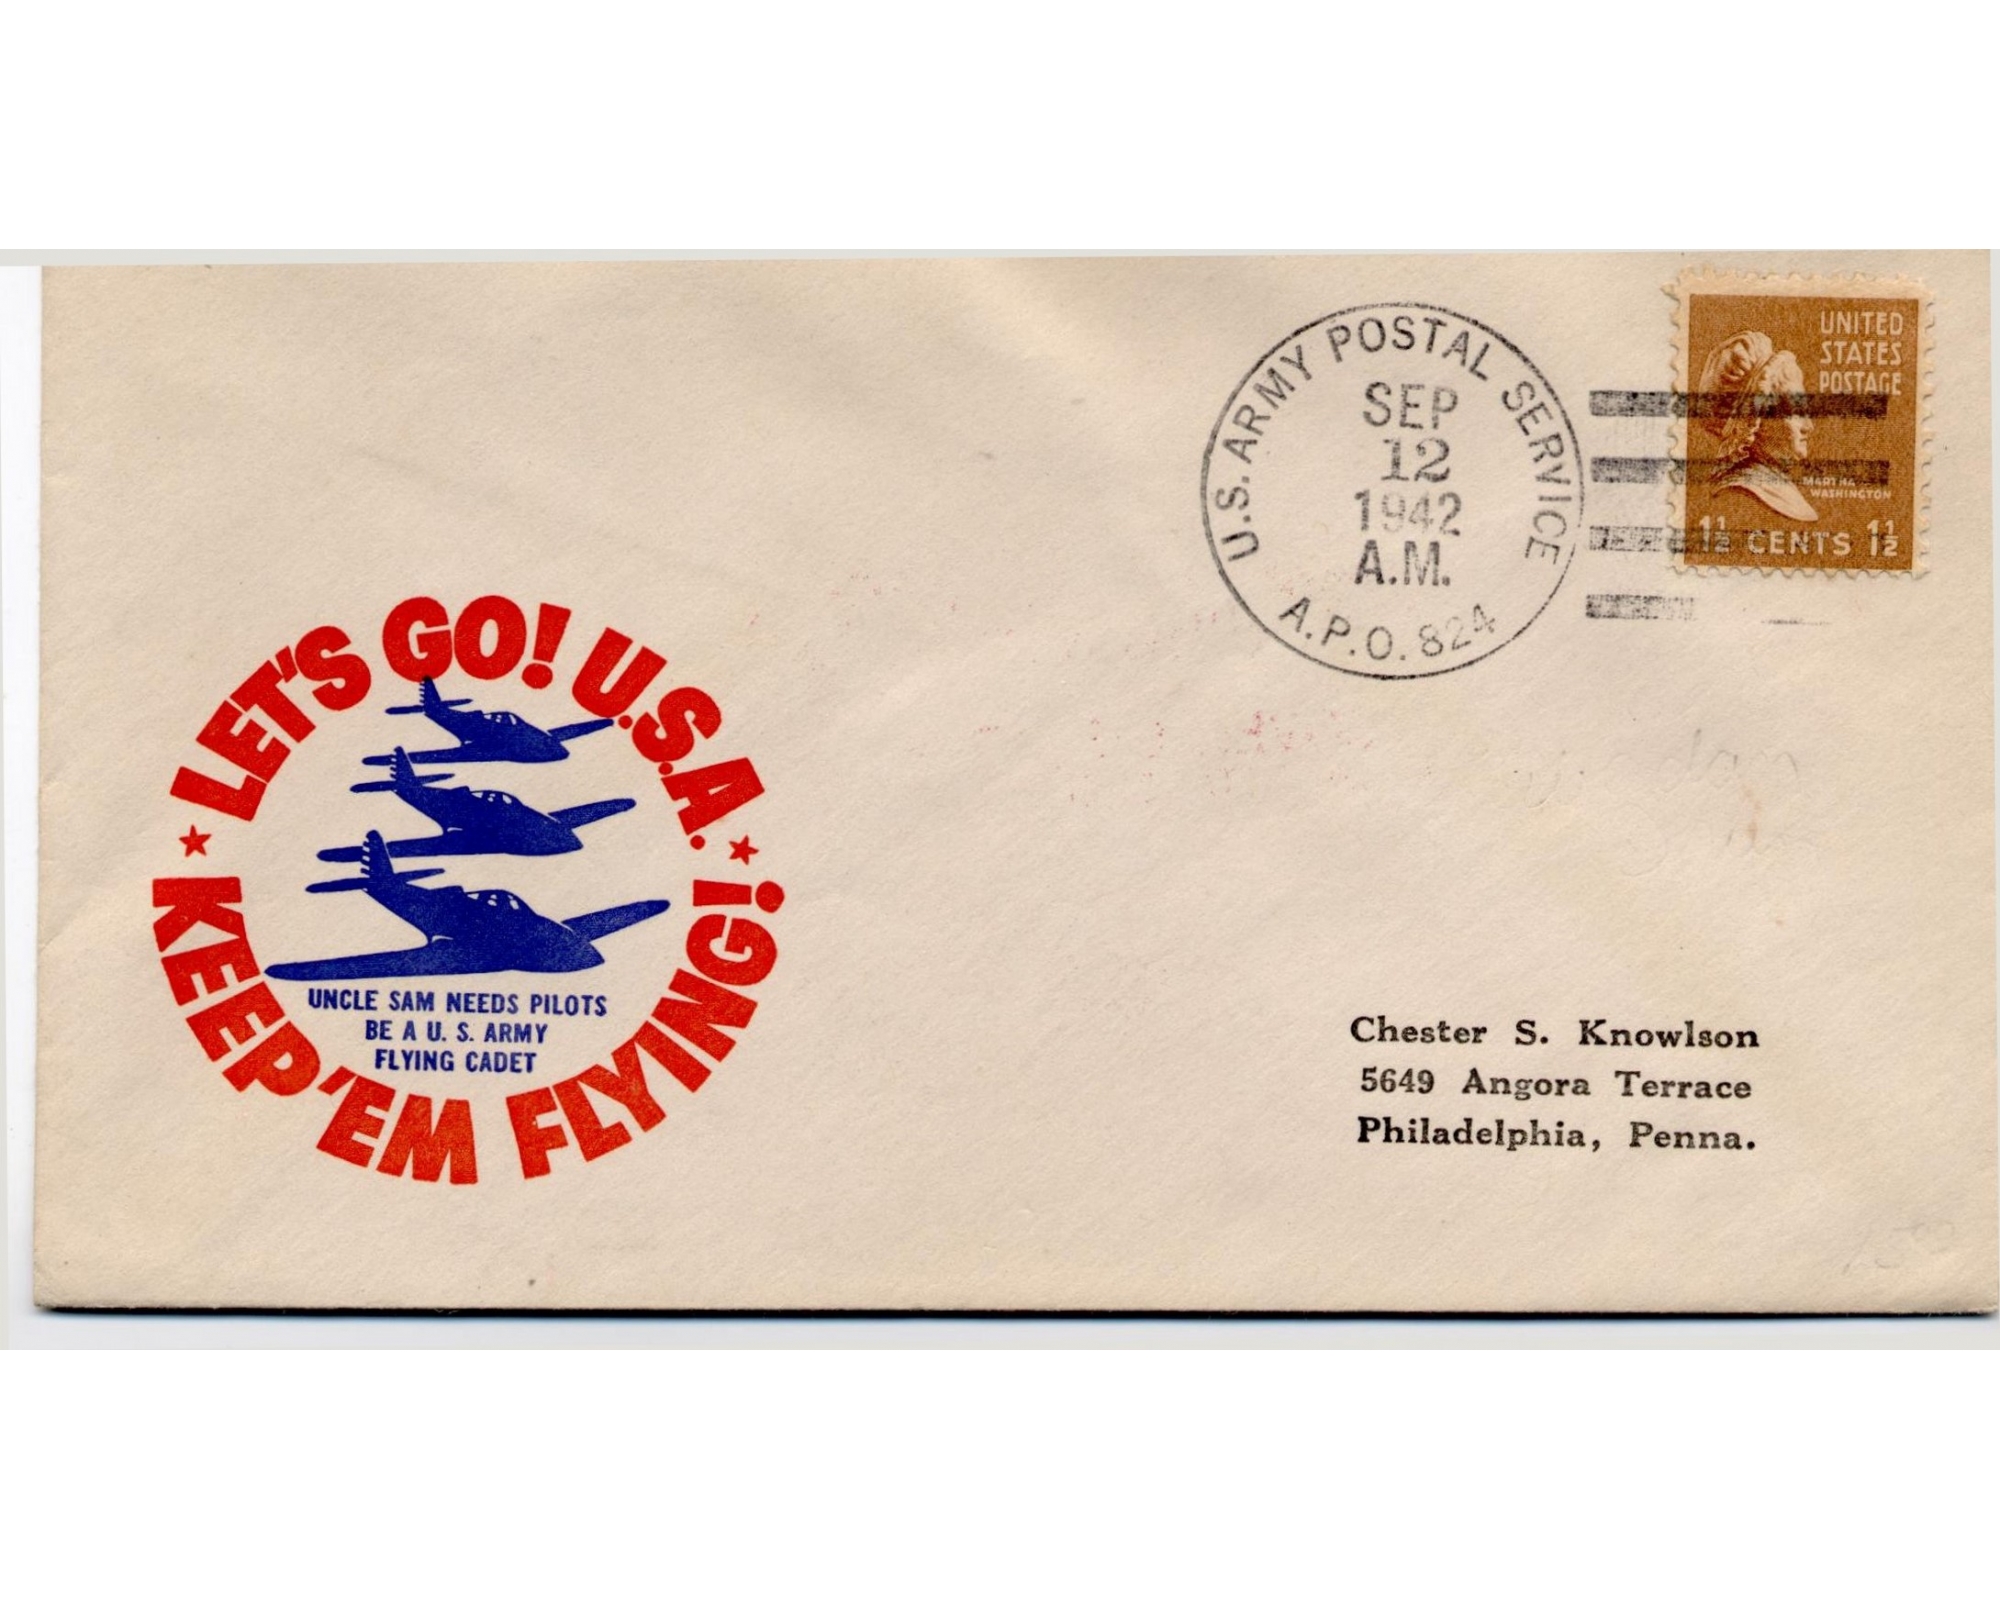 U.S. ARMY POSTAL SERVICE
SEP
12
1942
A.M.
A.P.O. 824
UNITED
STATES
POSTAGE
MARTHA
WASHINGTON
1½ CENTS 1½
LET'S GO! U.S.A.
KEEP 'EM FLYING!
UNCLE SAM NEEDS PILOTS
BE A U. S. ARMY
FLYING CADET
Chester S. Knowlson
5649 Angora Terrace
Philadelphia, Penna.